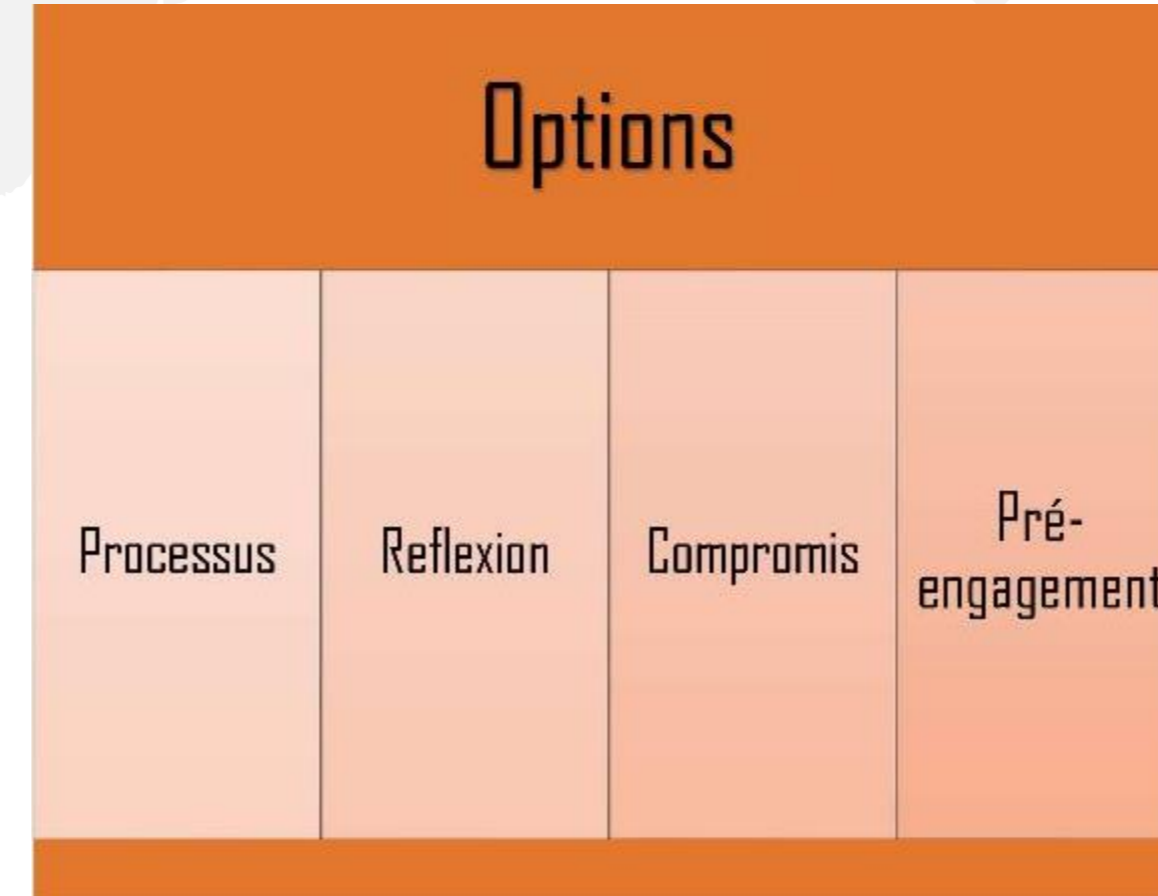 Options
Processus
Reflexion
Compromis
Pré-
engagement